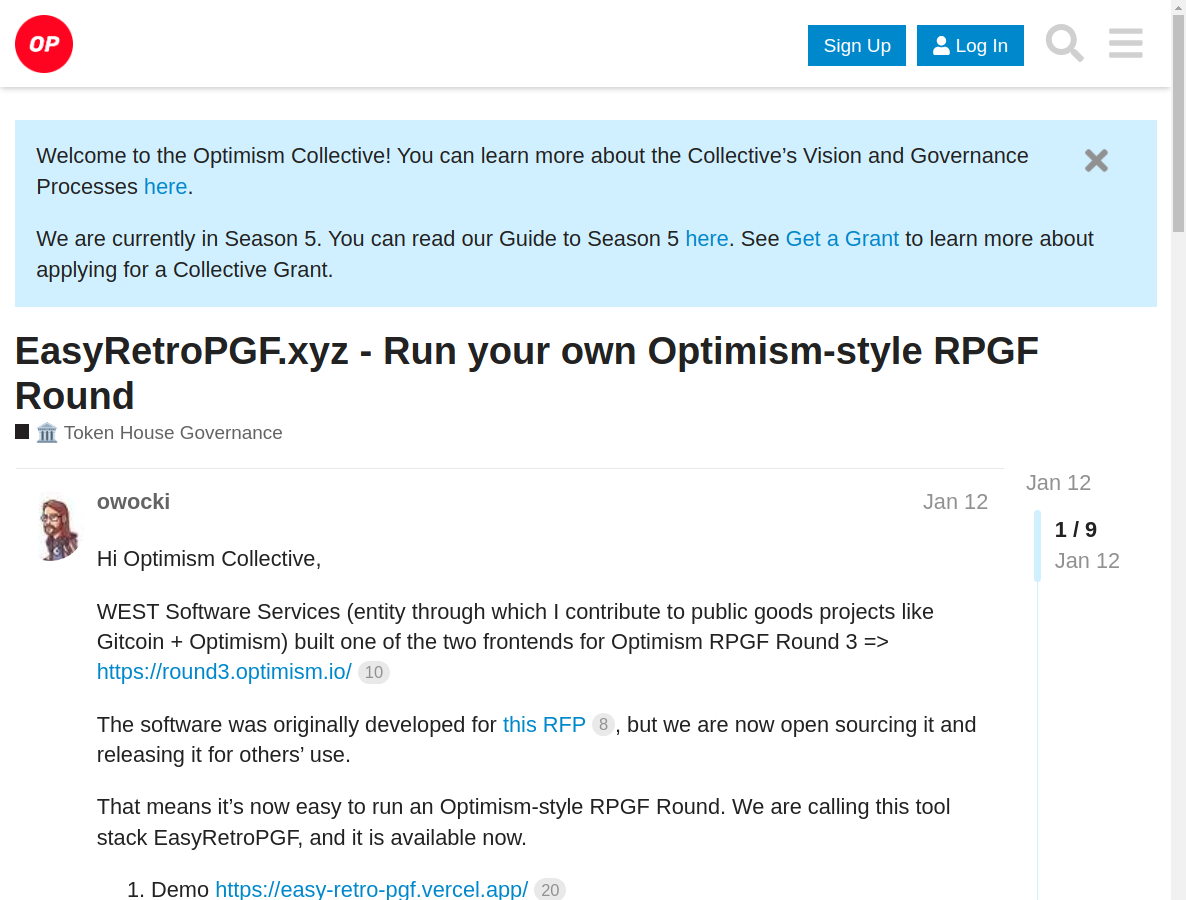 OP
Sign Up
Log In
Welcome to the Optimism Collective! You can learn more about the Collective’s Vision and Governance
Processes here.
We are currently in Season 5. You can read our Guide to Season 5 here. See Get a Grant to learn more about
applying for a Collective Grant.
EasyRetroPGF.xyz - Run your own Optimism-style RPGF
Round
Token House Governance
owocki
Jan 12
Jan 12
1 / 9
Jan 12
Hi Optimism Collective,
WEST Software Services (entity through which I contribute to public goods projects like
Gitcoin + Optimism) built one of the two frontends for Optimism RPGF Round 3 =>
https://round3.optimism.io/ 10
The software was originally developed for this RFP 8, but we are now open sourcing it and
releasing it for others’ use.
That means it’s now easy to run an Optimism-style RPGF Round. We are calling this tool
stack EasyRetroPGF, and it is available now.
1. Demo https://easy-retro-pgf.vercel.app/ 20